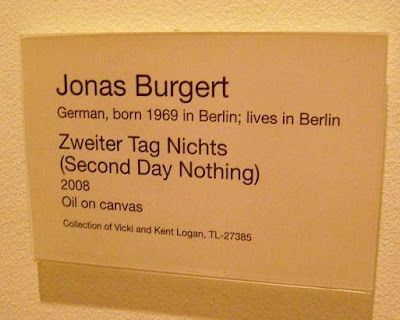 Jonas Burgert
German, born 1969 in Berlin; lives in Berlin
Zweiter Tag Nichts
(Second Day Nothing)
2008
Oil on canvas
Collection of Vicki and Kent Logan, TL-27385